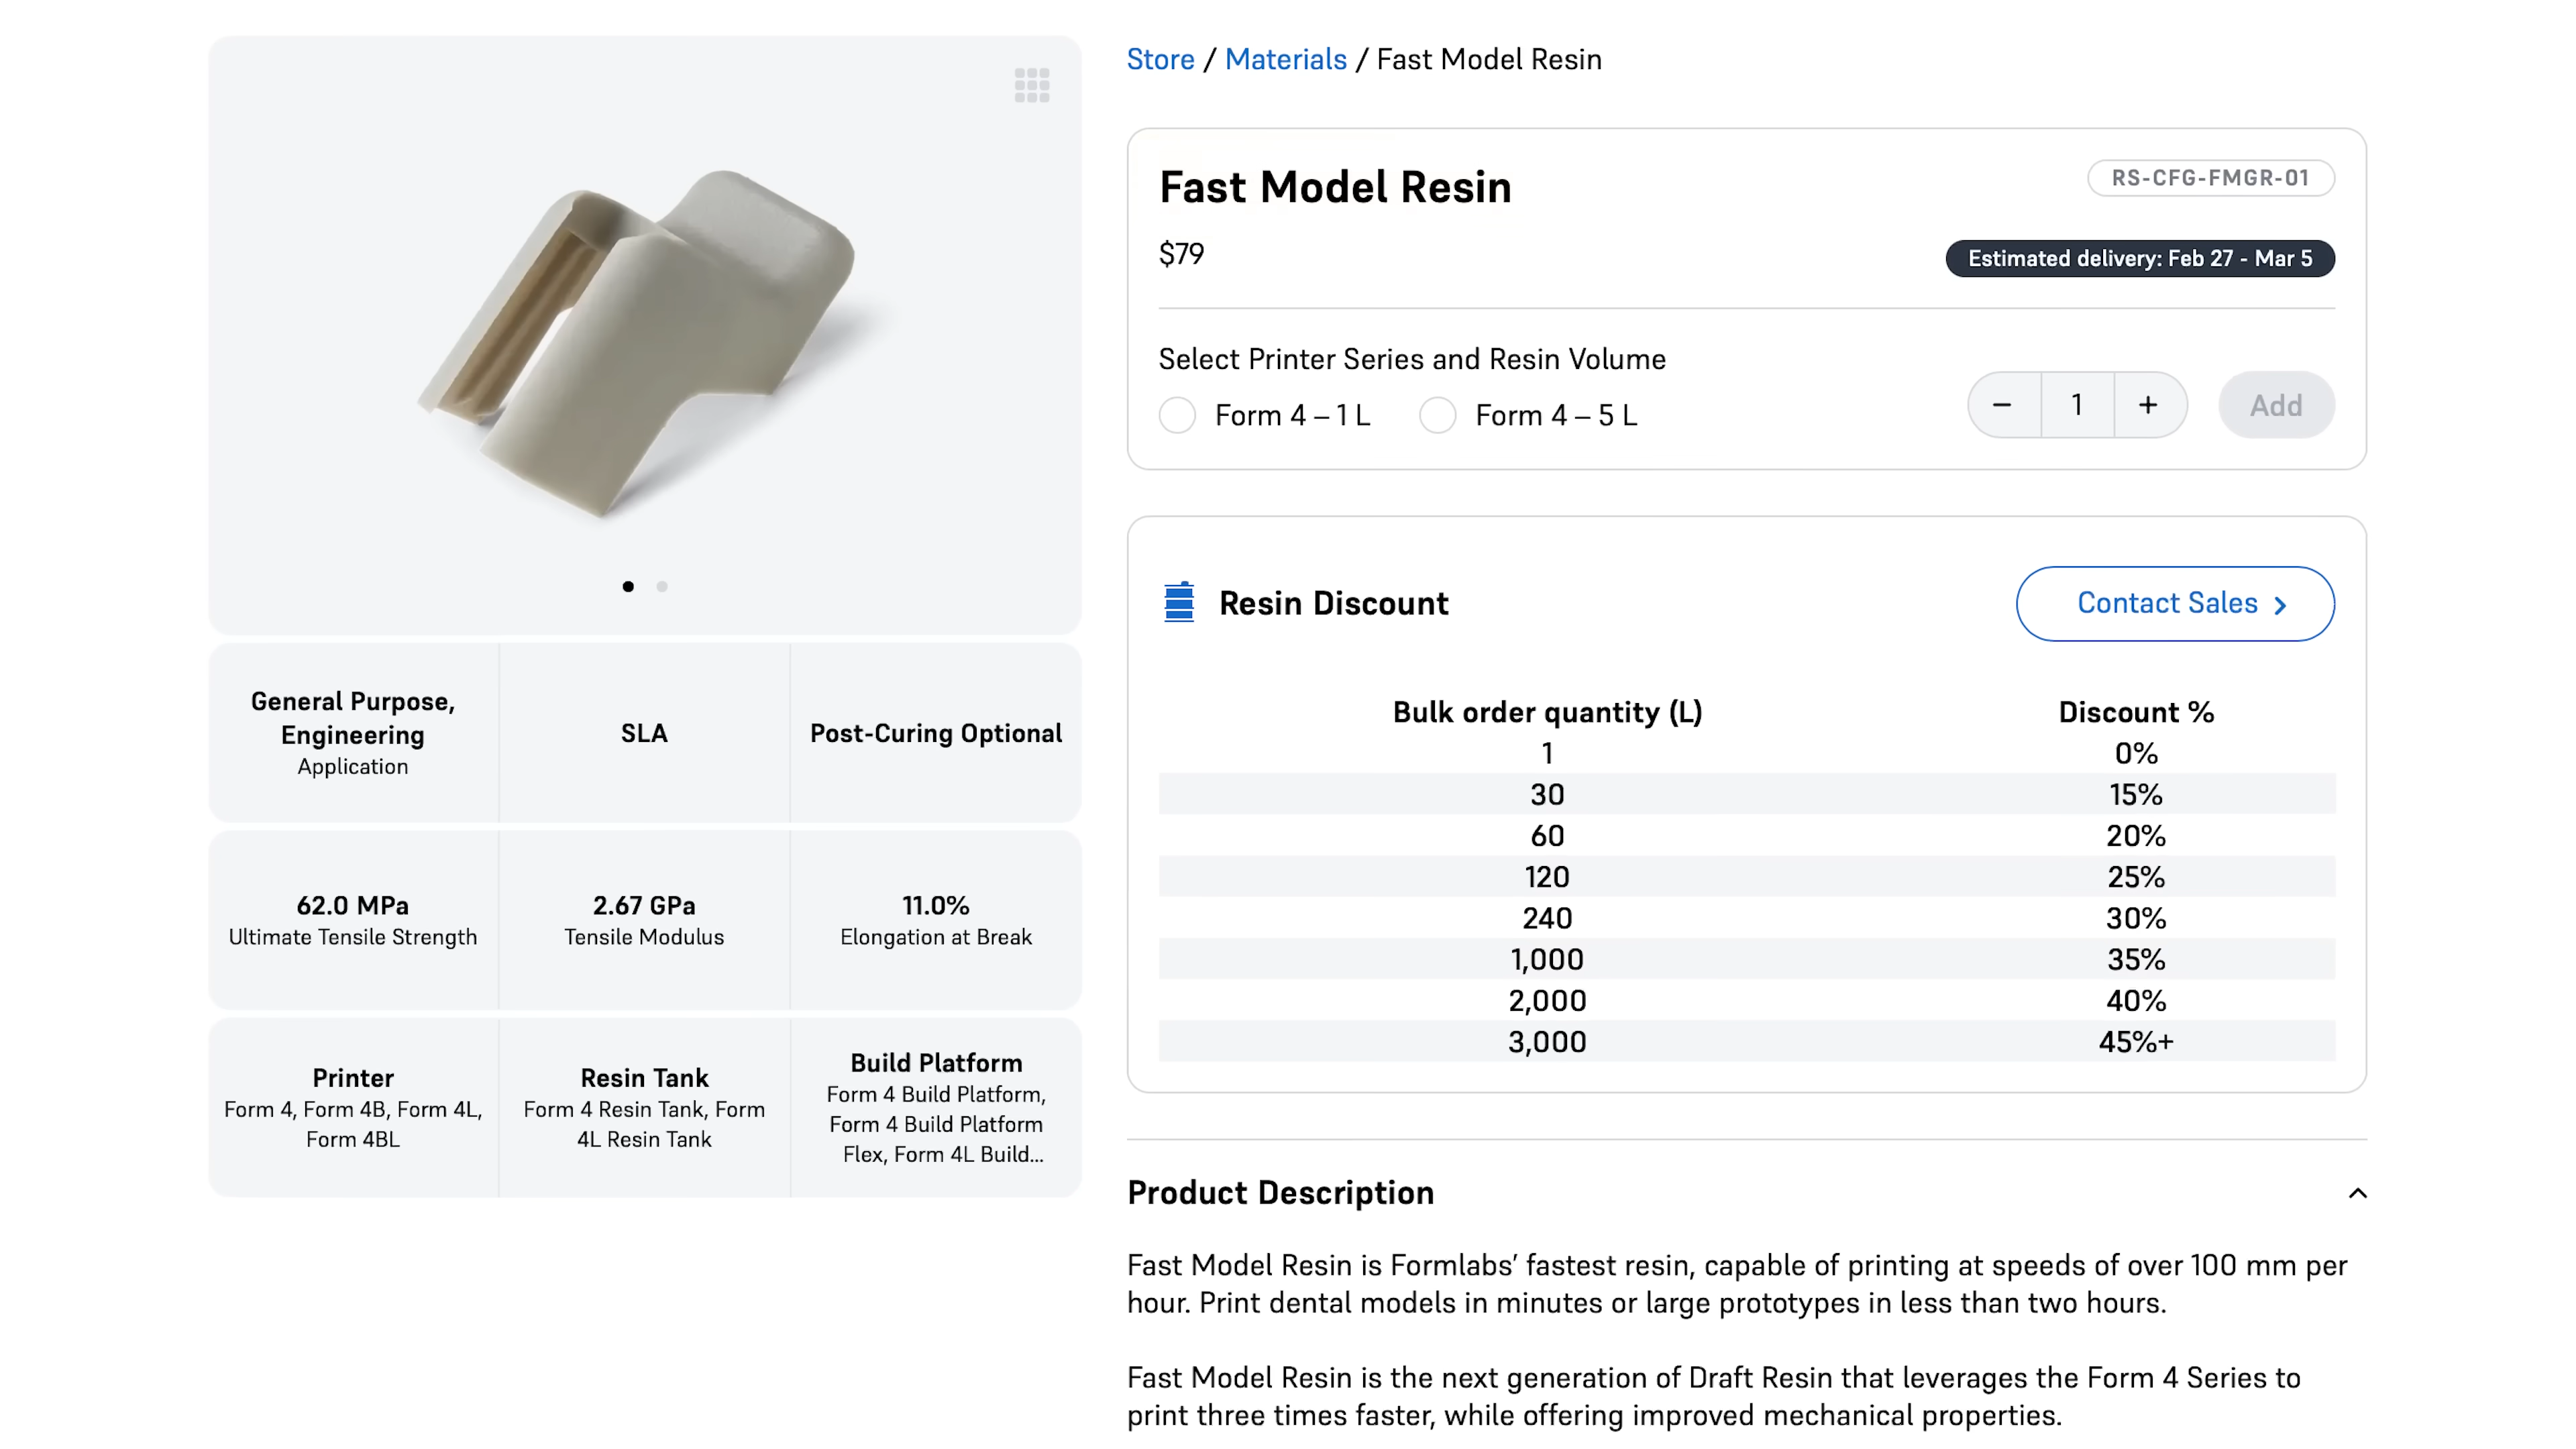 Store / Materials / Fast Model Resin
Fast Model Resin
RS-CFG-FMGR-01
$79
Estimated delivery: Feb 27 - Mar 5
Select Printer Series and Resin Volume
Form 4 – 1 L
Form 4 – 5 L
− 1 +
Add
Resin Discount
Contact Sales >
Bulk order quantity (L) Discount %
1 0%
30 15%
60 20%
120 25%
240 30%
1,000 35%
2,000 40%
3,000 45%+
General Purpose,
Engineering
Application
SLA
Post-Curing Optional
62.0 MPa
Ultimate Tensile Strength
2.67 GPa
Tensile Modulus
11.0%
Elongation at Break
Printer
Form 4, Form 4B, Form 4L,
Form 4BL
Resin Tank
Form 4 Resin Tank, Form
4L Resin Tank
Build Platform
Form 4 Build Platform,
Form 4 Build Platform
Flex, Form 4L Build...
Product Description
Fast Model Resin is Formlabs’ fastest resin, capable of printing at speeds of over 100 mm per
hour. Print dental models in minutes or large prototypes in less than two hours.
Fast Model Resin is the next generation of Draft Resin that leverages the Form 4 Series to
print three times faster, while offering improved mechanical properties.